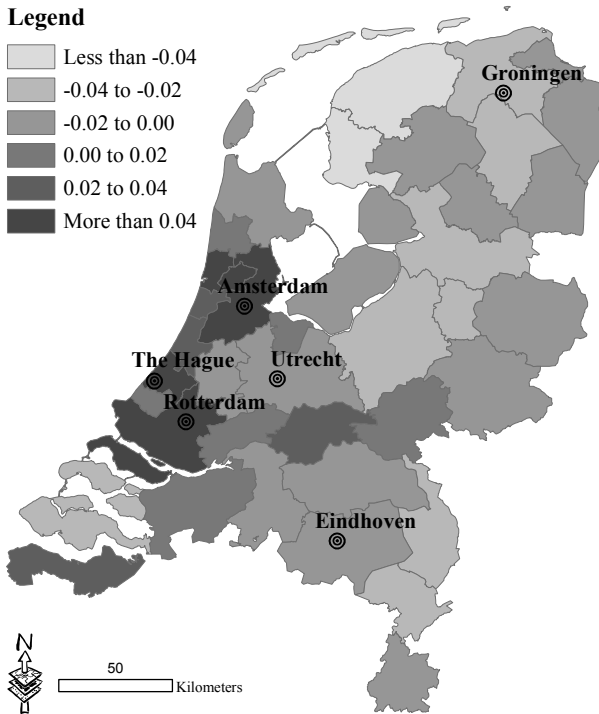 Legend
Less than -0.04
-0.04 to -0.02
-0.02 to 0.00
0.00 to 0.02
0.02 to 0.04
More than 0.04
Groningen
Amsterdam
The Hague
Utrecht
Rotterdam
Eindhoven
N
50
Kilometers